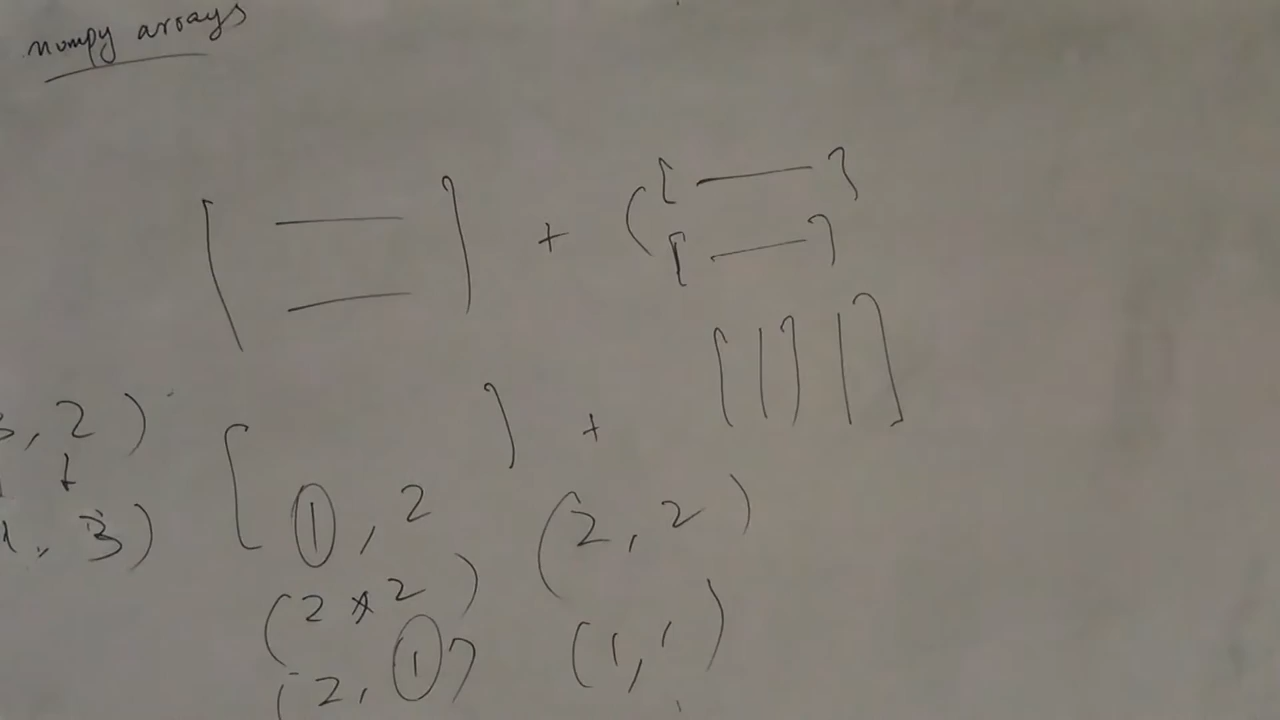 numpy arrays
[ ] + ([ ]
[ ]
[ ] + [ [ ] ]
, 2 )
①, 2 (2, 2)
, 3)
(2 * 2)
(2, ①) (1, 1)